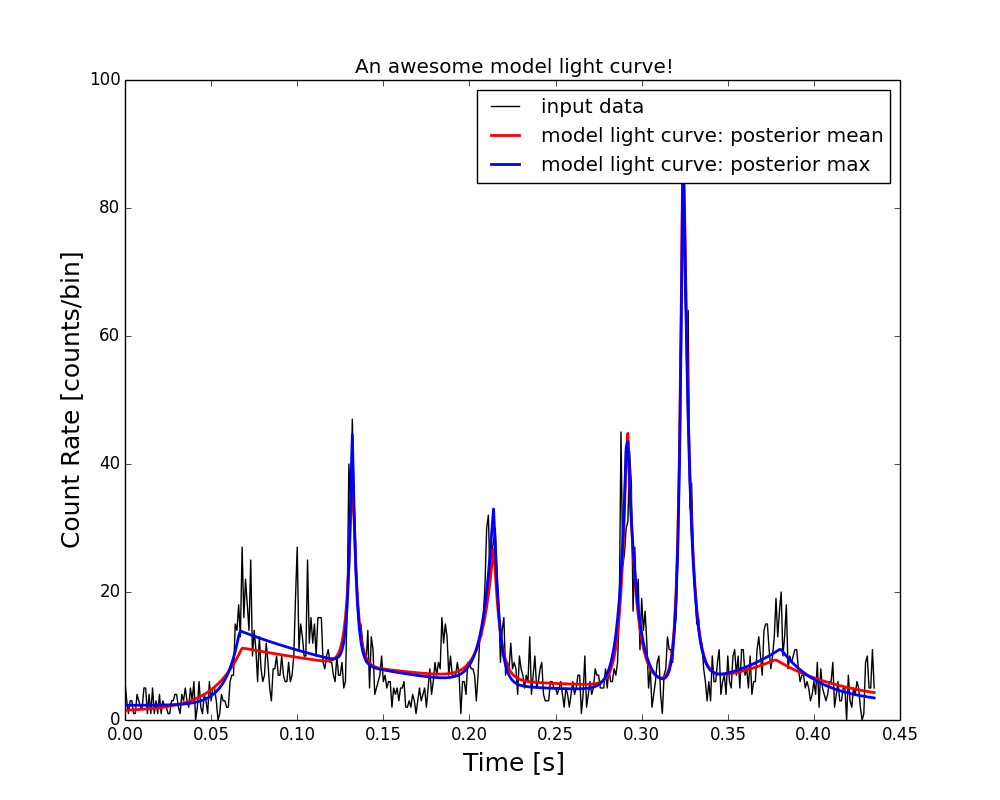 An awesome model light curve!
100
80
60
40
20
0
Count Rate [counts/bin]
input data
model light curve: posterior mean
model light curve: posterior max
0.00 0.05 0.10 0.15 0.20 0.25 0.30 0.35 0.40 0.45
Time [s]